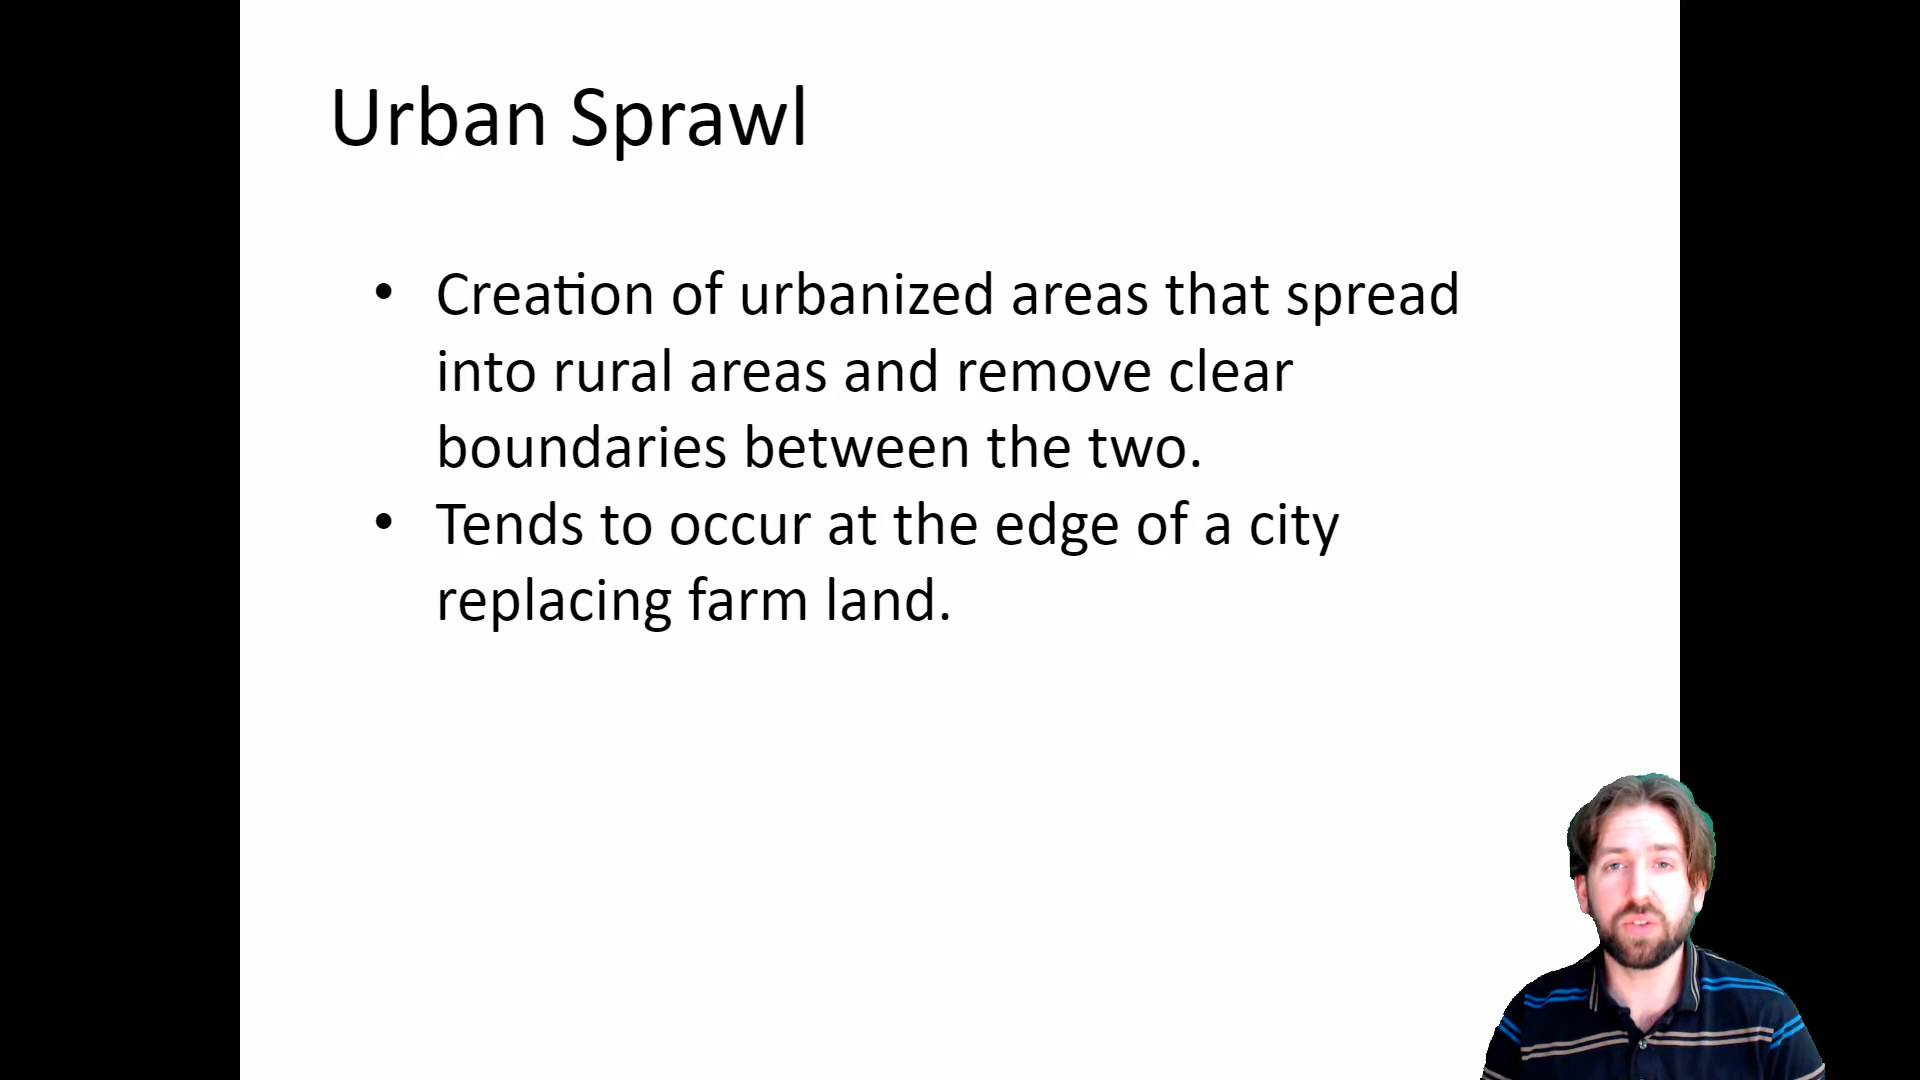 Urban Sprawl
• Creation of urbanized areas that spread
into rural areas and remove clear
boundaries between the two.
• Tends to occur at the edge of a city
replacing farm land.